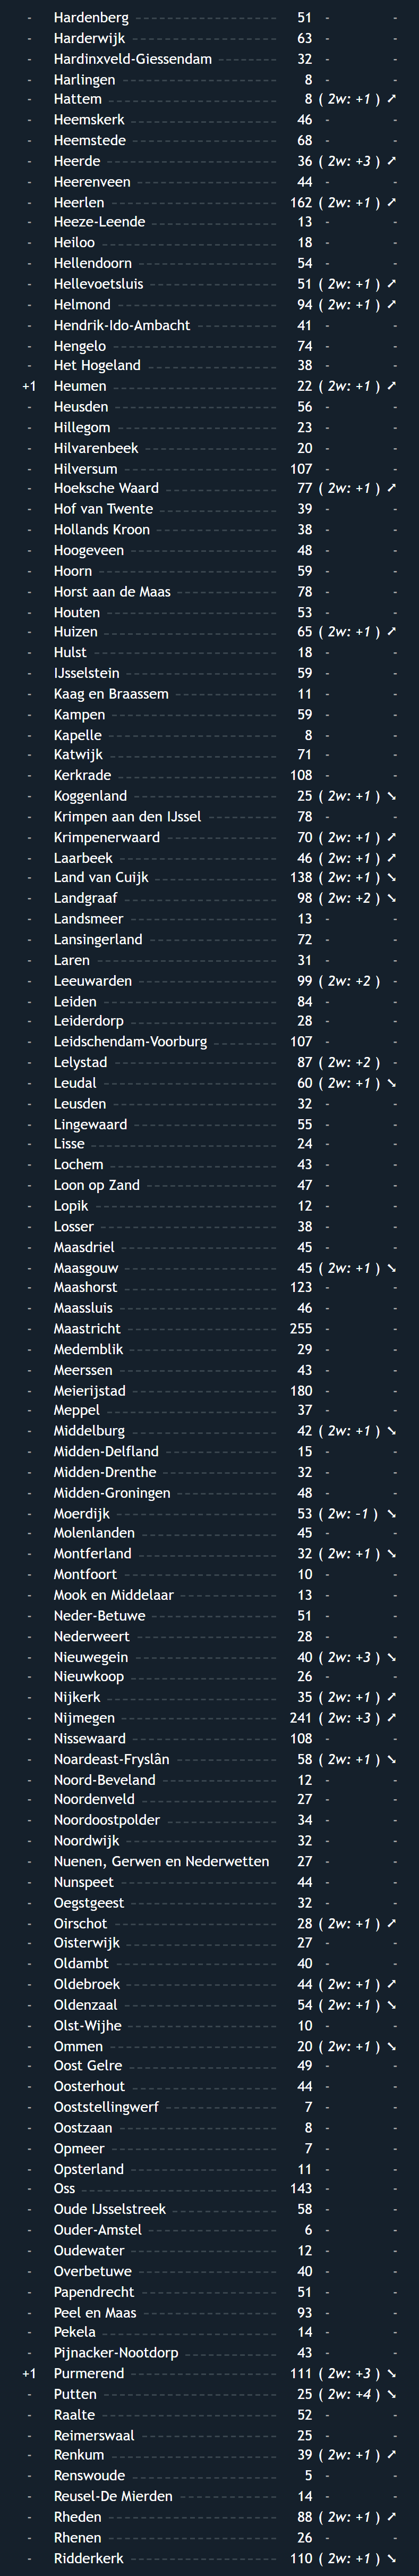 - Hardenberg 51 - -
- Harderwijk 63 - -
- Hardinxveld-Giessendam 32 - -
- Harlingen 8 - -
- Hattem 8 ( 2w: +1 ) ➚
- Heemskerk 46 - -
- Heemstede 68 - -
- Heerde 36 ( 2w: +3 ) ➚
- Heerenveen 44 - -
- Heerlen 162 ( 2w: +1 ) ➚
- Heeze-Leende 13 - -
- Heiloo 18 - -
- Hellendoorn 54 - -
- Hellevoetsluis 51 ( 2w: +1 ) ➚
- Helmond 94 ( 2w: +1 ) ➚
- Hendrik-Ido-Ambacht 41 - -
- Hengelo 74 - -
- Het Hogeland 38 - -
+1 Heumen 22 ( 2w: +1 ) ➚
- Heusden 56 - -
- Hillegom 23 - -
- Hilvarenbeek 20 - -
- Hilversum 107 - -
- Hoeksche Waard 77 ( 2w: +1 ) ➚
- Hof van Twente 39 - -
- Hollands Kroon 38 - -
- Hoogeveen 48 - -
- Hoorn 59 - -
- Horst aan de Maas 78 - -
- Houten 53 - -
- Huizen 65 ( 2w: +1 ) ➚
- Hulst 18 - -
- IJsselstein 59 - -
- Kaag en Braassem 11 - -
- Kampen 59 - -
- Kapelle 8 - -
- Katwijk 71 - -
- Kerkrade 108 - -
- Koggenland 25 ( 2w: +1 ) ➘
- Krimpen aan den IJssel 78 - -
- Krimpenerwaard 70 ( 2w: +1 ) ➚
- Laarbeek 46 ( 2w: +1 ) ➚
- Land van Cuijk 138 ( 2w: +1 ) ➘
- Landgraaf 98 ( 2w: +2 ) ➘
- Landsmeer 13 - -
- Lansingerland 72 - -
- Laren 31 - -
- Leeuwarden 99 ( 2w: +2 ) -
- Leiden 84 - -
- Leiderdorp 28 - -
- Leidschendam-Voorburg 107 - -
- Lelystad 87 ( 2w: +2 ) -
- Leudal 60 ( 2w: +1 ) ➘
- Leusden 32 - -
- Lingewaard 55 - -
- Lisse 24 - -
- Lochem 43 - -
- Loon op Zand 47 - -
- Lopik 12 - -
- Losser 38 - -
- Maasdriel 45 - -
- Maasgouw 45 ( 2w: +1 ) ➘
- Maashorst 123 - -
- Maassluis 46 - -
- Maastricht 255 - -
- Medemblik 29 - -
- Meerssen 43 - -
- Meierijstad 180 - -
- Meppel 37 - -
- Middelburg 42 ( 2w: +1 ) ➘
- Midden-Delfland 15 - -
- Midden-Drenthe 32 - -
- Midden-Groningen 48 - -
- Moerdijk 53 ( 2w: -1 ) ➘
- Molenlanden 45 - -
- Montferland 32 ( 2w: +1 ) ➘
- Montfoort 10 - -
- Mook en Middelaar 13 - -
- Neder-Betuwe 51 - -
- Nederweert 28 - -
- Nieuwegein 40 ( 2w: +3 ) ➘
- Nieuwkoop 26 - -
- Nijkerk 35 ( 2w: +1 ) ➚
- Nijmegen 241 ( 2w: +3 ) ➚
- Nissewaard 108 - -
- Noardeast-Fryslân 58 ( 2w: +1 ) ➘
- Noord-Beveland 12 - -
- Noordenveld 27 - -
- Noordoostpolder 34 - -
- Noordwijk 32 - -
- Nuenen, Gerwen en Nederwetten 27 - -
- Nunspeet 44 - -
- Oegstgeest 32 - -
- Oirschot 28 ( 2w: +1 ) ➚
- Oisterwijk 27 - -
- Oldambt 40 - -
- Oldebroek 44 ( 2w: +1 ) ➚
- Oldenzaal 54 ( 2w: +1 ) ➘
- Olst-Wijhe 10 - -
- Ommen 20 ( 2w: +1 ) ➘
- Oost Gelre 49 - -
- Oosterhout 44 - -
- Ooststellingwerf 7 - -
- Oostzaan 8 - -
- Opmeer 7 - -
- Opsterland 11 - -
- Oss 143 - -
- Oude IJsselstreek 58 - -
- Ouder-Amstel 6 - -
- Oudewater 12 - -
- Overbetuwe 40 - -
- Papendrecht 51 - -
- Peel en Maas 93 - -
- Pekela 14 - -
- Pijnacker-Nootdorp 43 - -
+1 Purmerend 111 ( 2w: +3 ) ➘
- Putten 25 ( 2w: +4 ) ➘
- Raalte 52 - -
- Reimerswaal 25 - -
- Renkum 39 ( 2w: +1 ) ➚
- Renswoude 5 - -
- Reusel-De Mierden 14 - -
- Rheden 88 ( 2w: +1 ) ➚
- Rhenen 26 - -
- Ridderkerk 110 ( 2w: +1 ) ➘